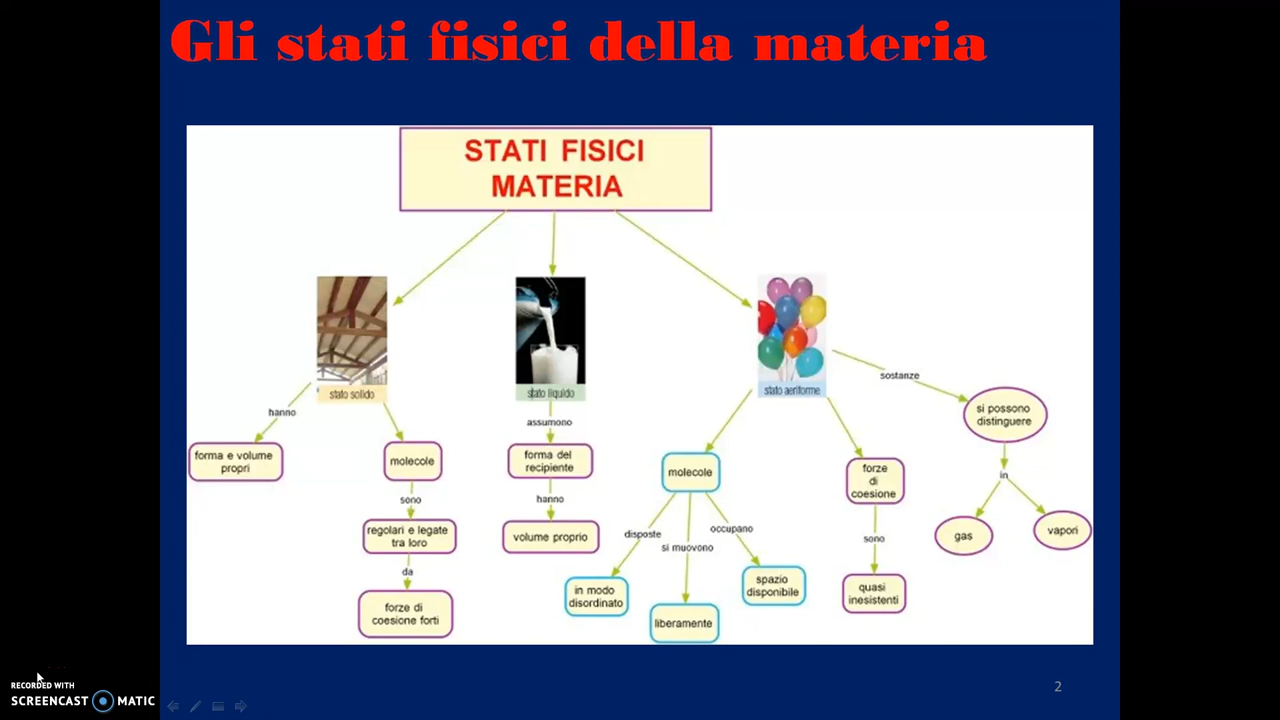 Gli stati fisici della materia
STATI FISICI
MATERIA
stato solido
stato liquido
stato aeriforme
sostanze
si possono
distinguere
hanno
assumono
forma e volume
propri
molecole
forma del
recipiente
molecole
forze
di
coesione
in
sono
hanno
disposte
si muovono
occupano
sono
gas
vapori
regolari e legate
tra loro
volume proprio
da
in modo
disordinato
liberamente
spazio
disponibile
quasi
inesistenti
forze di
coesione forti
RECORDED WITH
SCREENCAST MATIC
2